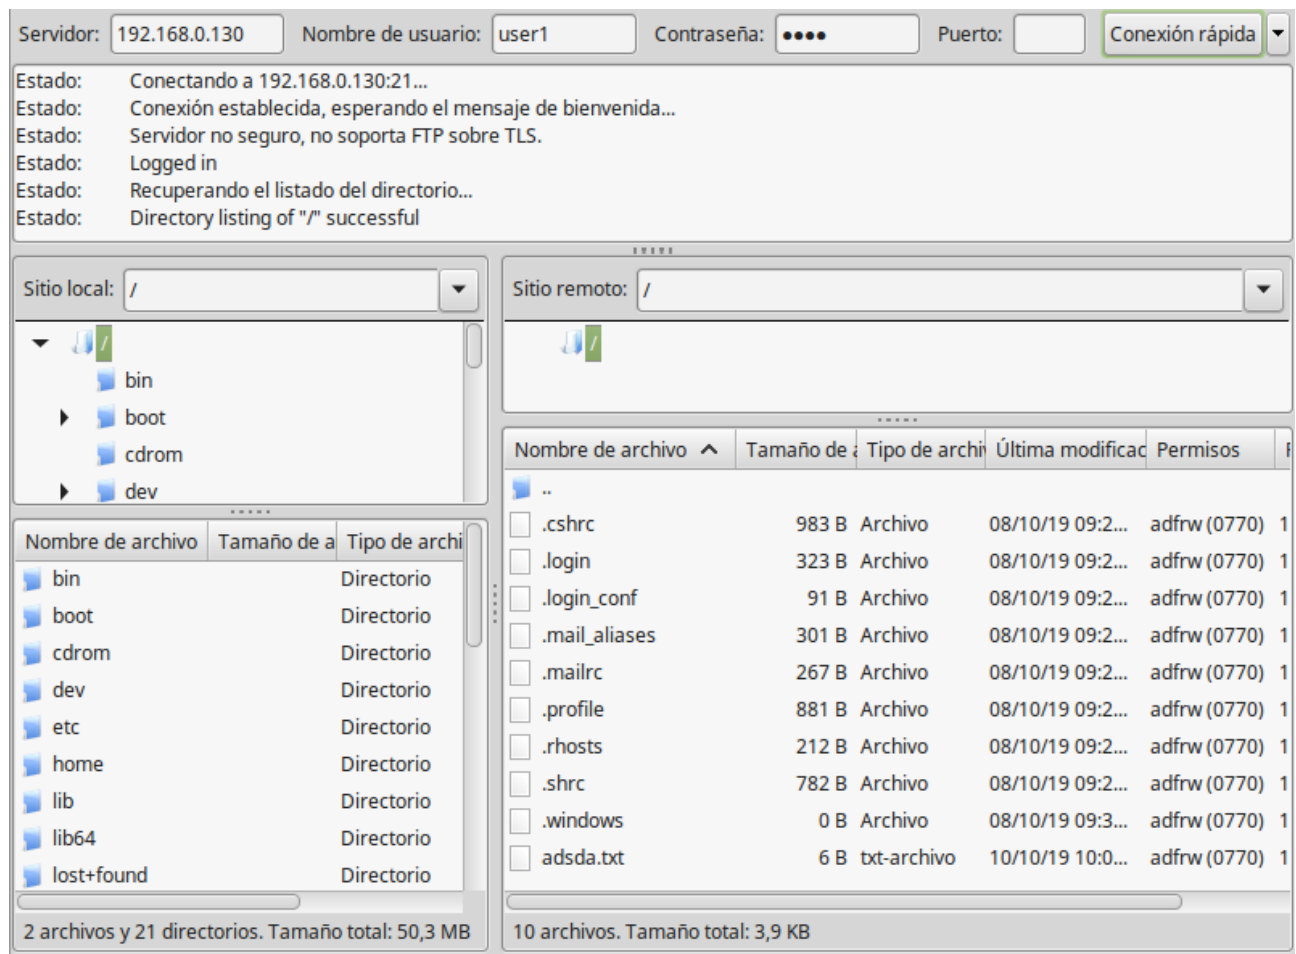 Servidor: 192.168.0.130 Nombre de usuario: user1 Contraseña: •••• Puerto: Conexión rápida
Estado: Conectando a 192.168.0.130:21...
Estado: Conexión establecida, esperando el mensaje de bienvenida...
Estado: Servidor no seguro, no soporta FTP sobre TLS.
Estado: Logged in
Estado: Recuperando el listado del directorio...
Estado: Directory listing of "/" successful
Sitio local: /
/
bin
boot
cdrom
dev
Nombre de archivo Tamaño de a Tipo de archi
bin Directorio
boot Directorio
cdrom Directorio
dev Directorio
etc Directorio
home Directorio
lib Directorio
lib64 Directorio
lost+found Directorio
2 archivos y 21 directorios. Tamaño total: 50,3 MB
Sitio remoto: /
/
Nombre de archivo Tamaño de a Tipo de archi Última modificac Permisos
..
.cshrc 983 B Archivo 08/10/19 09:2... adfrw (0770) 1
.login 323 B Archivo 08/10/19 09:2... adfrw (0770) 1
.login_conf 91 B Archivo 08/10/19 09:2... adfrw (0770) 1
.mail_aliases 301 B Archivo 08/10/19 09:2... adfrw (0770) 1
.mailrc 267 B Archivo 08/10/19 09:2... adfrw (0770) 1
.profile 881 B Archivo 08/10/19 09:2... adfrw (0770) 1
.rhosts 212 B Archivo 08/10/19 09:2... adfrw (0770) 1
.shrc 782 B Archivo 08/10/19 09:2... adfrw (0770) 1
.windows 0 B Archivo 08/10/19 09:3... adfrw (0770) 1
adsda.txt 6 B txt-archivo 10/10/19 10:0... adfrw (0770) 1
10 archivos. Tamaño total: 3,9 KB